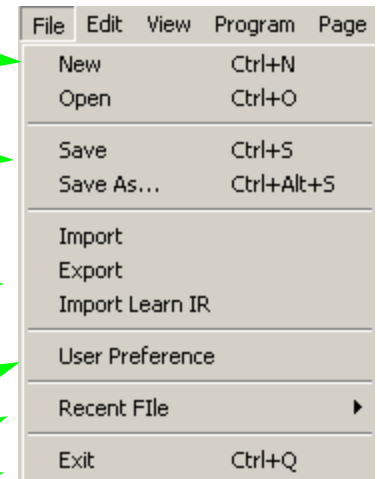 File Edit View Program Page
New Ctrl+N
Open Ctrl+O
Save Ctrl+S
Save As... Ctrl+Alt+S
Import
Export
Import Learn IR
User Preference
Recent FIle
Exit Ctrl+Q